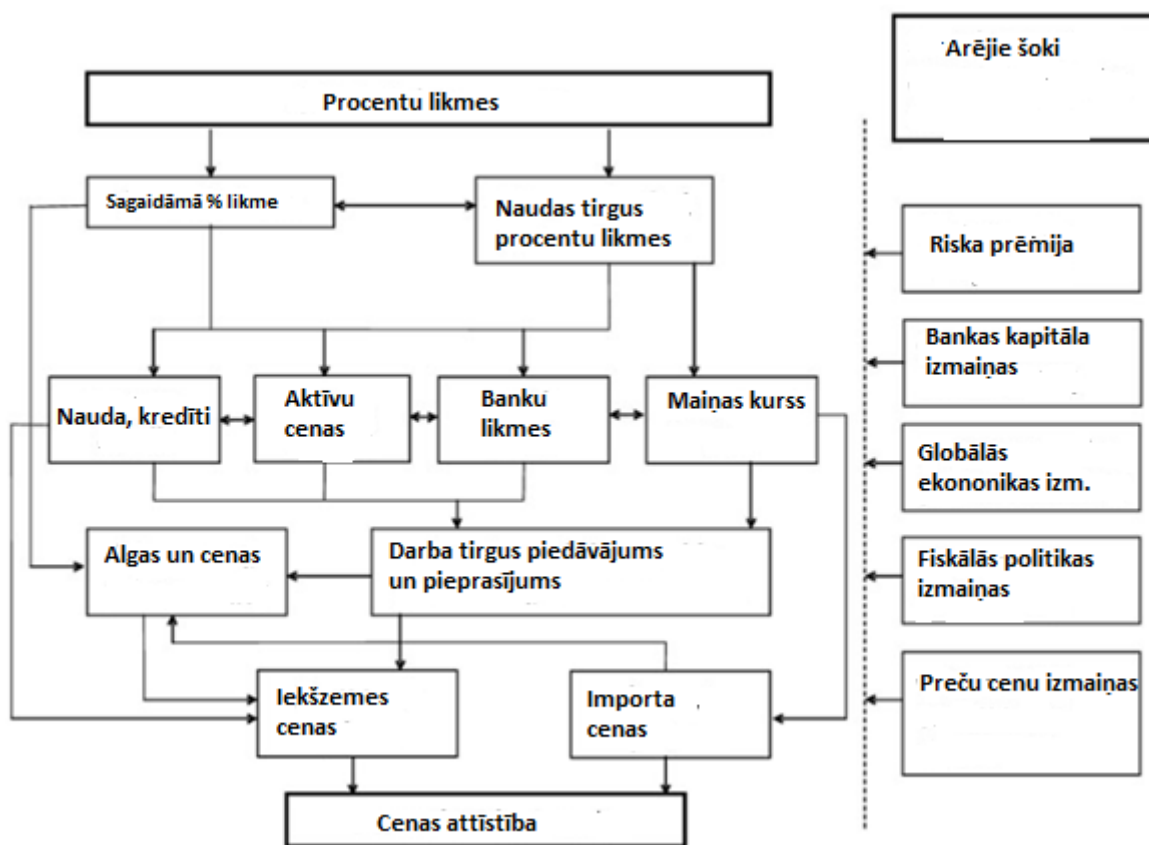 Arējie šoki
Procentu likmes
Sagaidāmā % likme
Naudas tirgus
procentu likmes
Riska prēmija
Bankas kapitāla
izmaiņas
Nauda, kredīti
Aktīvu
cenas
Banku
likmes
Maiņas kurss
Globālās
ekononikas izm.
Algas un cenas
Darba tirgus piedāvājums
un pieprasījums
Fiskālās politikas
izmaiņas
Iekšzemes
cenas
Importa
cenas
Preču cenu izmaiņas
Cenas attīstība